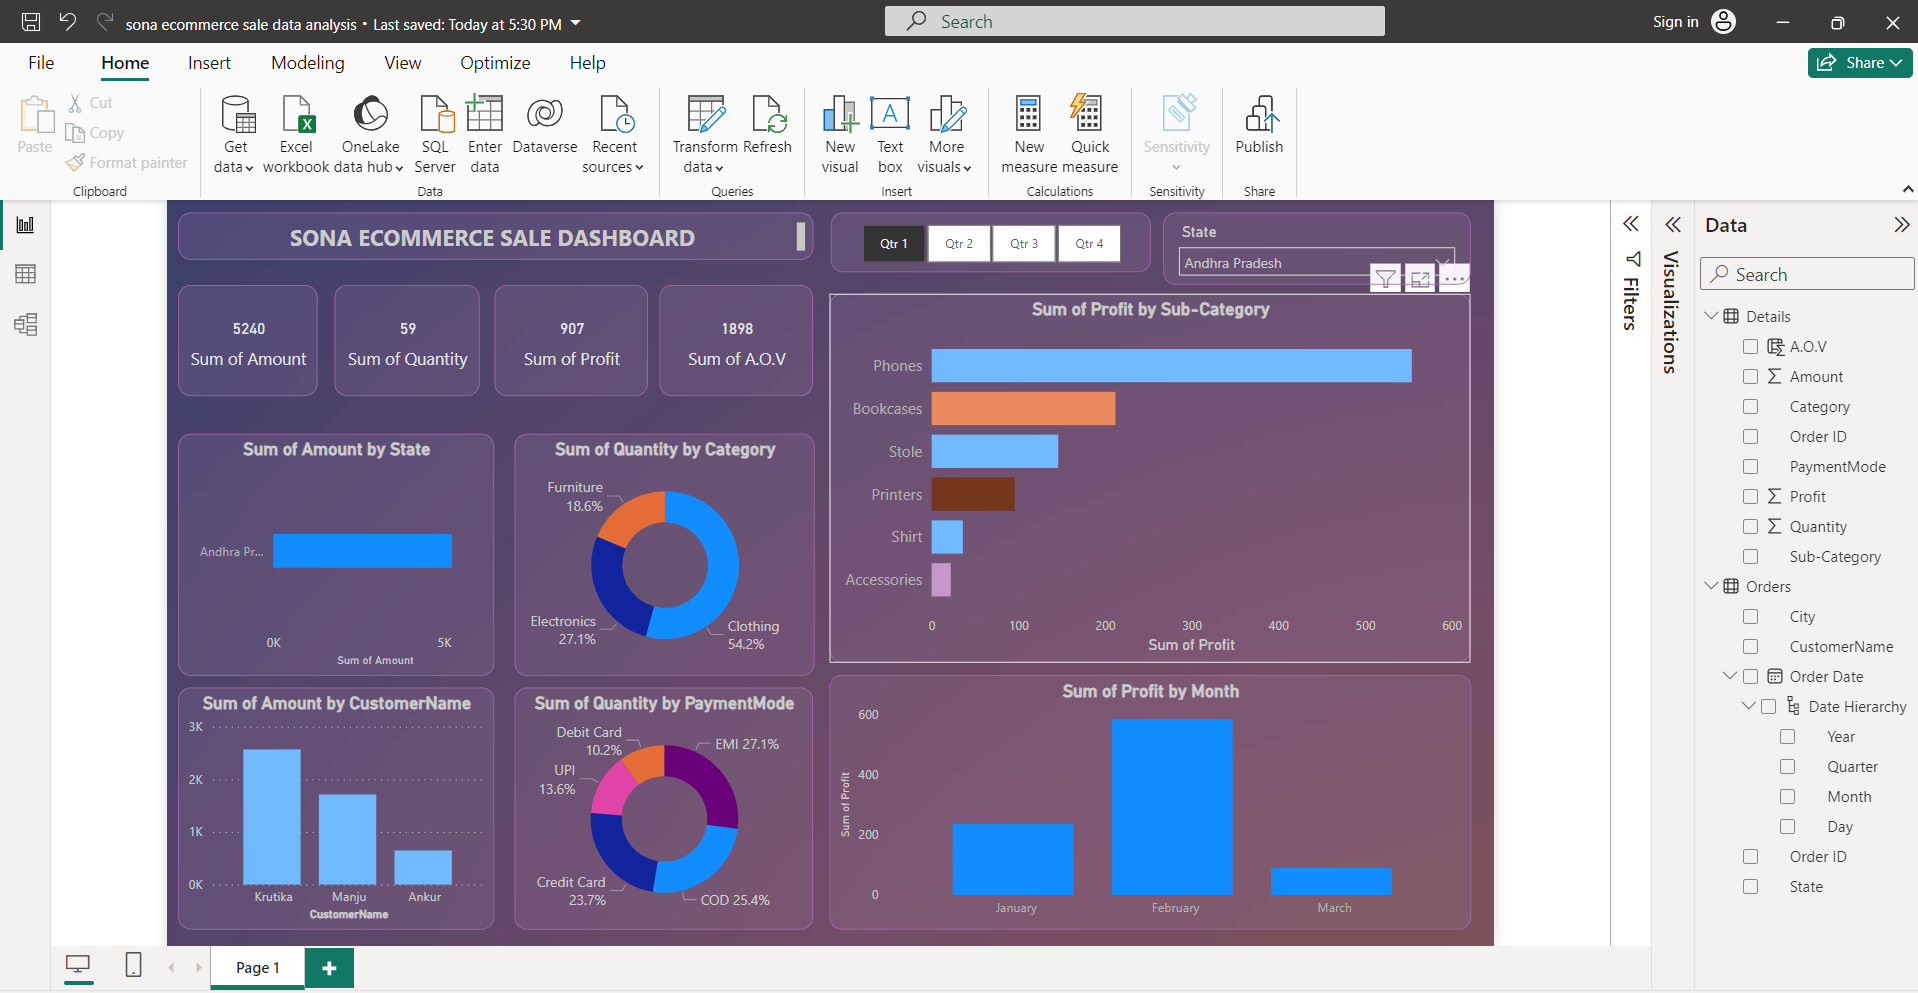 sona ecommerce sale data analysis • Last saved: Today at 5:30 PM
Search
Sign in
File
Home
Insert
Modeling
View
Optimize
Help
Share
Paste
Cut
Copy
Format painter
Clipboard
Get data
Excel workbook
OneLake data hub
SQL Server
Enter data
Dataverse
Recent sources
Data
Transform data
Refresh
Queries
New visual
Text box
More visuals
Insert
New measure
Quick measure
Calculations
Sensitivity
Sensitivity
Publish
Share
SONA ECOMMERCE SALE DASHBOARD
Qtr 1
Qtr 2
Qtr 3
Qtr 4
State
Andhra Pradesh
5240
Sum of Amount
59
Sum of Quantity
907
Sum of Profit
1898
Sum of A.O.V
Sum of Profit by Sub-Category
Phones
Bookcases
Stole
Printers
Shirt
Accessories
0 100 200 300 400 500 600
Sum of Profit
Sum of Amount by State
Andhra Pr...
0K 5K
Sum of Amount
Sum of Quantity by Category
Furniture
18.6%
Electronics
27.1%
Clothing
54.2%
Sum of Amount by CustomerName
3K
2K
1K
0K
Krutika Manju Ankur
CustomerName
Sum of Quantity by PaymentMode
Debit Card
10.2%
EMI 27.1%
UPI
13.6%
Credit Card
23.7%
COD 25.4%
Sum of Profit by Month
600
400
200
0
Sum of Profit
January February March
Filters
Visualizations
Data
Search
Details
A.O.V
Amount
Category
Order ID
PaymentMode
Profit
Quantity
Sub-Category
Orders
City
CustomerName
Order Date
Date Hierarchy
Year
Quarter
Month
Day
Order ID
State
Page 1